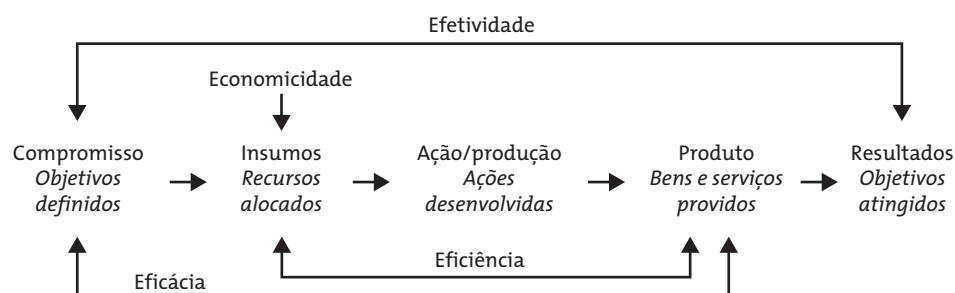 Efetividade
Economicidade
Compromisso
Objetivos
definidos
Insumos
Recursos
alocados
Ação/produção
Ações
desenvolvidas
Produto
Bens e serviços
providos
Resultados
Objetivos
atingidos
Eficiência
Eficácia